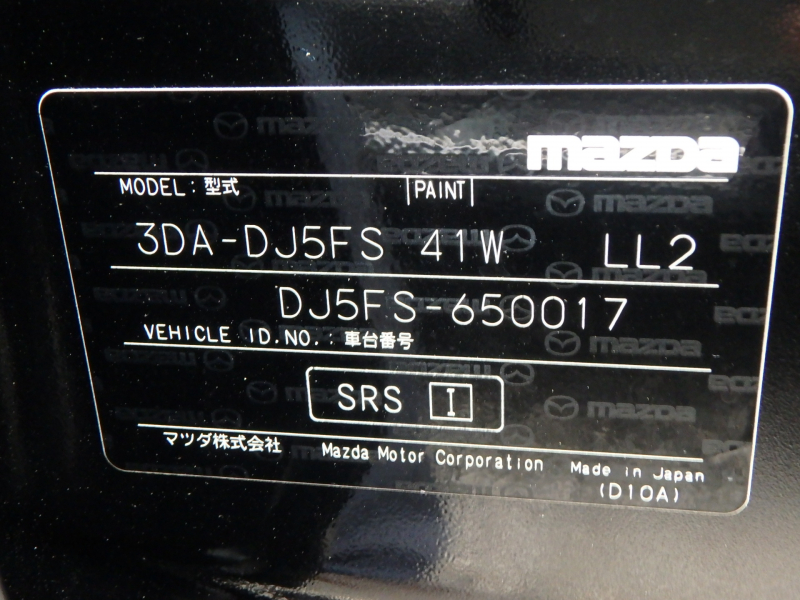 mazda
MODEL:型式 PAINT
3DA-DJ5FS 41W LL2
DJ5FS-650017
VEHICLE ID.NO.:車台番号
SRS I
マツダ株式会社 Mazda Motor Corporation Made in Japan
(D10A)